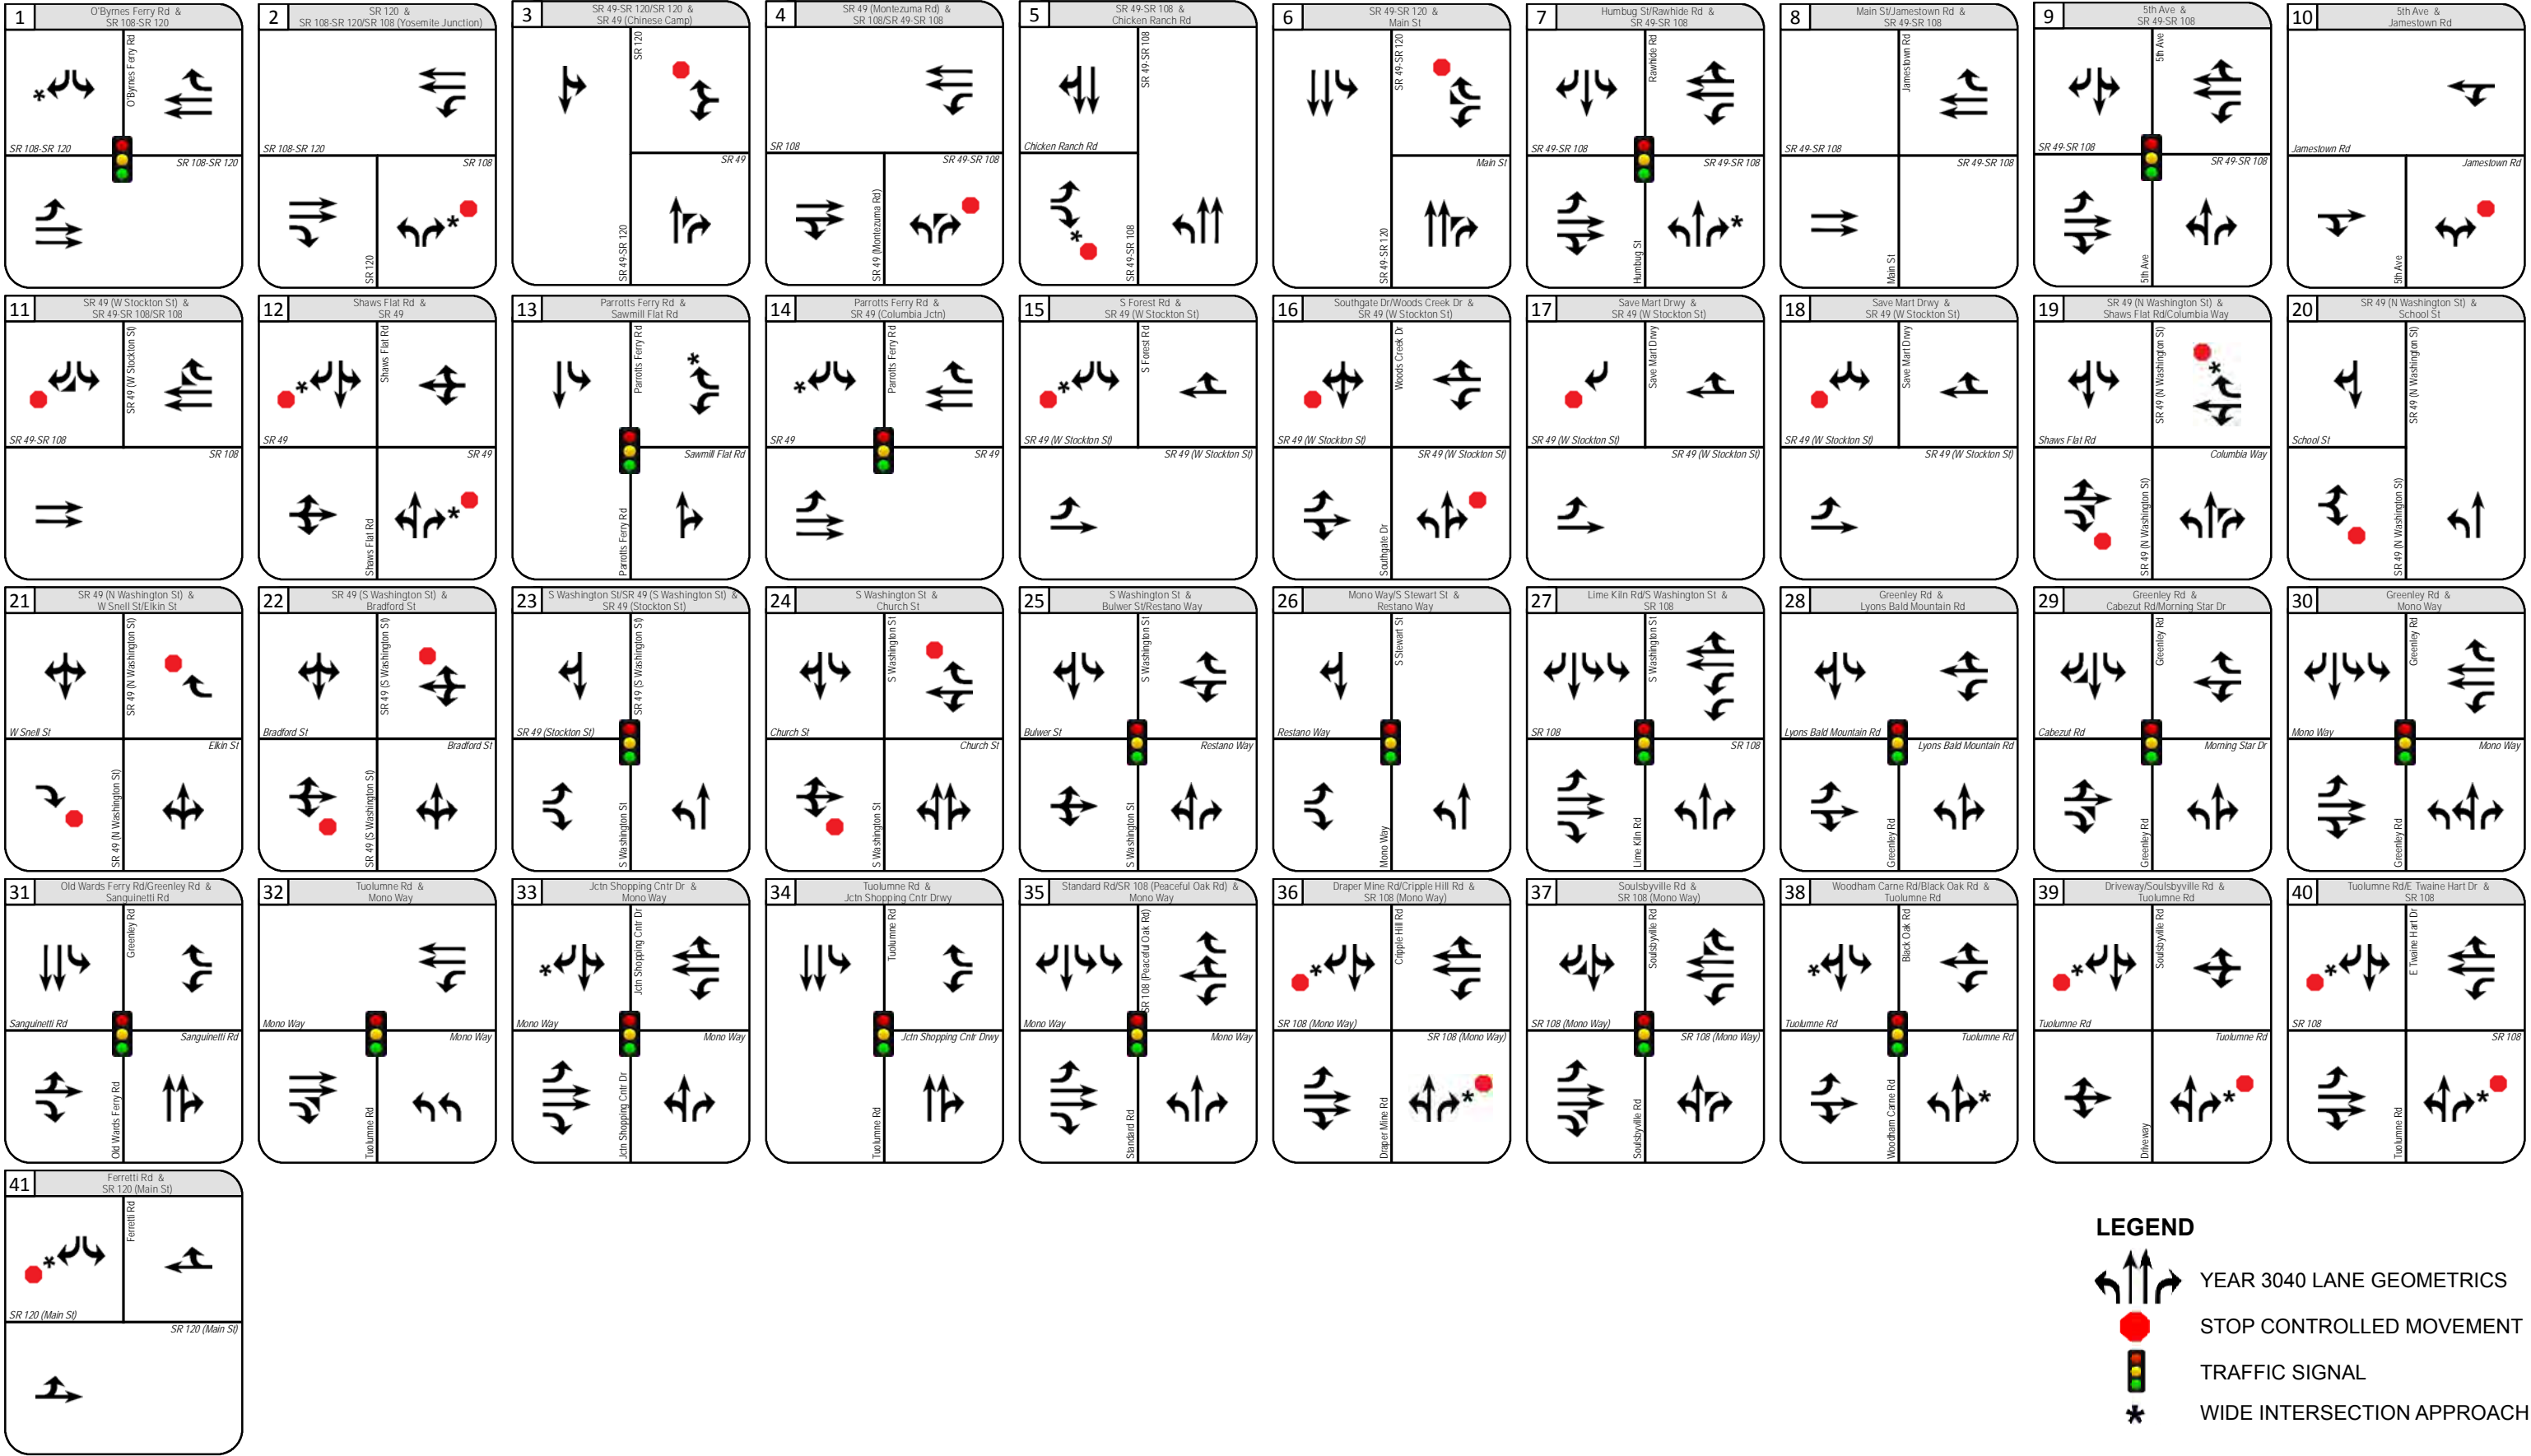 1
O'Byrnes Ferry Rd &
SR 108-SR 120
O'Byrnes Ferry Rd
*
SR 108-SR 120
SR 108-SR 120
2
SR 120 &
SR 108-SR 120/SR 108 (Yosemite Junction)
SR 108-SR 120
SR 108
*
SR 120
3
SR 49-SR 120/SR 120 &
SR 49 (Chinese Camp)
SR 120
SR 49
SR 49-SR 120
4
SR 49 (Montezuma Rd) &
SR 108/SR 49-SR 108
SR 108
SR 49-SR 108
SR 49 (Montezuma Rd)
5
SR 49-SR 108 &
Chicken Ranch Rd
SR 49-SR 108
Chicken Ranch Rd
*
SR 49-SR 108
6
SR 49-SR 120 &
Main St
SR 49-SR 120
Main St
SR 49-SR 120
7
Humbug St/Rawhide Rd &
SR 49-SR 108
Rawhide Rd
SR 49-SR 108
SR 49-SR 108
*
Humbug St
8
Main St/Jamestown Rd &
SR 49-SR 108
Jamestown Rd
SR 49-SR 108
SR 49-SR 108
Main St
9
5th Ave &
SR 49-SR 108
5th Ave
SR 49-SR 108
SR 49-SR 108
5th Ave
10
5th Ave &
Jamestown Rd
Jamestown Rd
Jamestown Rd
5th Ave
11
SR 49 (W Stockton St) &
SR 49-SR 108/SR 108
SR 49 (W Stockton St)
SR 49-SR 108
SR 108
12
Shaws Flat Rd &
SR 49
Shaws Flat Rd
*
SR 49
SR 49
*
Shaws Flat Rd
13
Parrotts Ferry Rd &
Sawmill Flat Rd
Parrotts Ferry Rd
*
Sawmill Flat Rd
Parrotts Ferry Rd
14
Parrotts Ferry Rd &
SR 49 (Columbia Jctn)
Parrotts Ferry Rd
*
SR 49
SR 49
15
S Forest Rd &
SR 49 (W Stockton St)
S Forest Rd
*
SR 49 (W Stockton St)
SR 49 (W Stockton St)
16
Southgate Dr/Woods Creek Dr &
SR 49 (W Stockton St)
Woods Creek Dr
*
SR 49 (W Stockton St)
SR 49 (W Stockton St)
Southgate Dr
17
Save Mart Drwy &
SR 49 (W Stockton St)
Save Mart Drwy
SR 49 (W Stockton St)
SR 49 (W Stockton St)
18
Save Mart Drwy &
SR 49 (W Stockton St)
Save Mart Drwy
SR 49 (W Stockton St)
SR 49 (W Stockton St)
19
SR 49 (N Washington St) &
Shaws Flat Rd/Columbia Way
SR 49 (N Washington St)
*
Shaws Flat Rd
Columbia Way
SR 49 (N Washington St)
20
SR 49 (N Washington St) &
School St
SR 49 (N Washington St)
School St
SR 49 (N Washington St)
21
SR 49 (N Washington St) &
W Snell St/Elkin St
SR 49 (N Washington St)
W Snell St
Elkin St
SR 49 (N Washington St)
22
SR 49 (S Washington St) &
Bradford St
SR 49 (S Washington St)
Bradford St
Bradford St
SR 49 (S Washington St)
23
S Washington St/SR 49 (S Washington St) &
SR 49 (Stockton St)
SR 49 (S Washington St)
SR 49 (Stockton St)
S Washington St
24
S Washington St &
Church St
S Washington St
Church St
Church St
S Washington St
25
S Washington St &
Bulwer St/Restano Way
S Washington St
Bulwer St
Restano Way
S Washington St
26
Mono Way/S Stewart St &
Restano Way
S Stewart St
Restano Way
Mono Way
27
Lime Kiln Rd/S Washington St &
SR 108
S Washington St
SR 108
SR 108
Lime Kiln Rd
28
Greenley Rd &
Lyons Bald Mountain Rd
Lyons Bald Mountain Rd
Lyons Bald Mountain Rd
Greenley Rd
29
Greenley Rd &
Cabezut Rd/Morning Star Dr
Greenley Rd
Cabezut Rd
Morning Star Dr
Greenley Rd
30
Greenley Rd &
Mono Way
Greenley Rd
Mono Way
Mono Way
Greenley Rd
31
Old Wards Ferry Rd/Greenley Rd &
Sanguinetti Rd
Greenley Rd
Sanguinetti Rd
Sanguinetti Rd
Old Wards Ferry Rd
32
Tuolumne Rd &
Mono Way
Mono Way
Mono Way
Tuolumne Rd
33
Jctn Shopping Cntr Dr &
Mono Way
Jctn Shopping Cntr Dr
*
Mono Way
Mono Way
Jctn Shopping Cntr Dr
34
Tuolumne Rd &
Jctn Shopping Cntr Drwy
Tuolumne Rd
Jctn Shopping Cntr Drwy
Tuolumne Rd
35
Standard Rd/SR 108 (Peaceful Oak Rd) &
Mono Way
SR 108 (Peaceful Oak Rd)
Mono Way
Mono Way
Standard Rd
36
Draper Mine Rd/Cripple Hill Rd &
SR 108 (Mono Way)
Cripple Hill Rd
*
SR 108 (Mono Way)
SR 108 (Mono Way)
*
Draper Mine Rd
37
Soulsbyville Rd &
SR 108 (Mono Way)
Soulsbyville Rd
SR 108 (Mono Way)
SR 108 (Mono Way)
Soulsbyville Rd
38
Woodham Carne Rd/Black Oak Rd &
Tuolumne Rd
Black Oak Rd
*
Tuolumne Rd
Tuolumne Rd
*
Woodham Carne Rd
39
Driveway/Soulsbyville Rd &
Tuolumne Rd
Soulsbyville Rd
*
Tuolumne Rd
Tuolumne Rd
*
Driveway
40
Tuolumne Rd/E Twaine Hart Dr &
SR 108
E Twaine Hart Dr
*
SR 108
SR 108
*
Tuolumne Rd
41
Ferretti Rd &
SR 120 (Main St)
Ferretti Rd
*
SR 120 (Main St)
SR 120 (Main St)
LEGEND
YEAR 3040 LANE GEOMETRICS
STOP CONTROLLED MOVEMENT
TRAFFIC SIGNAL
* WIDE INTERSECTION APPROACH